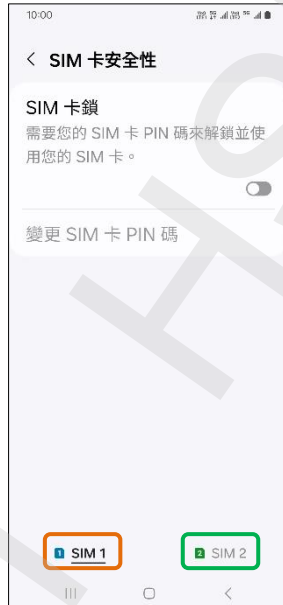 10:00
SIM 卡安全性
SIM 卡鎖
需要您的 SIM 卡 PIN 碼來解鎖並使
用您的 SIM 卡。
變更 SIM 卡 PIN 碼
1 SIM 1
2 SIM 2